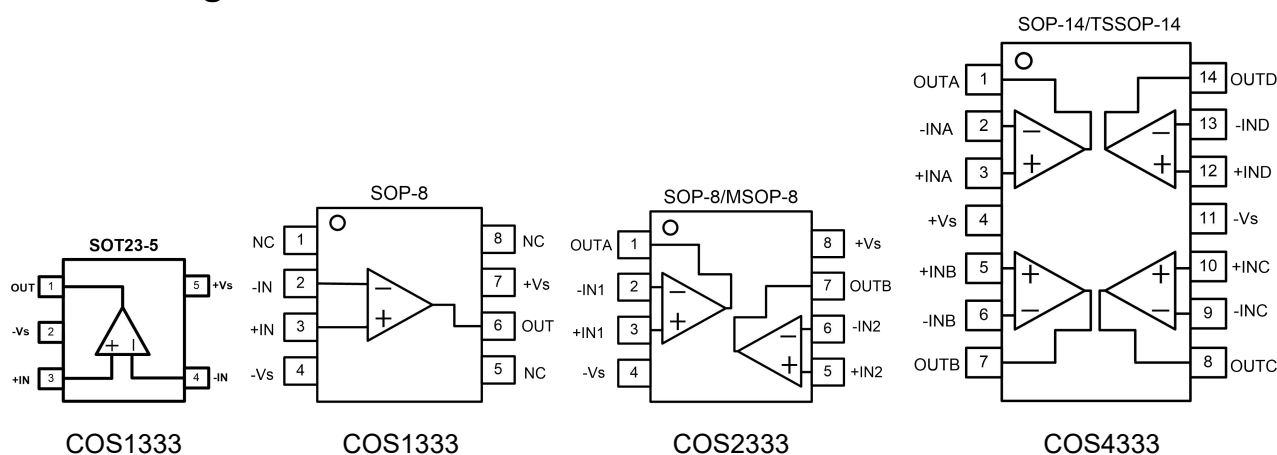 SOT23-5
OUT 1
5 +Vs
-Vs 2
+IN 3
4 -IN
+
−
COS1333
SOP-8
NC 1
8 NC
-IN 2
7 +Vs
+IN 3
6 OUT
-Vs 4
5 NC
−
+
COS1333
SOP-8/MSOP-8
OUTA 1
8 +Vs
-IN1 2
7 OUTB
+IN1 3
6 -IN2
-Vs 4
5 +IN2
−
+
−
+
COS2333
SOP-14/TSSOP-14
OUTA 1
14 OUTD
-INA 2
13 -IND
+INA 3
12 +IND
+Vs 4
11 -Vs
+INB 5
10 +INC
-INB 6
9 -INC
OUTB 7
8 OUTC
−
+
−
+
+
−
+
−
COS4333